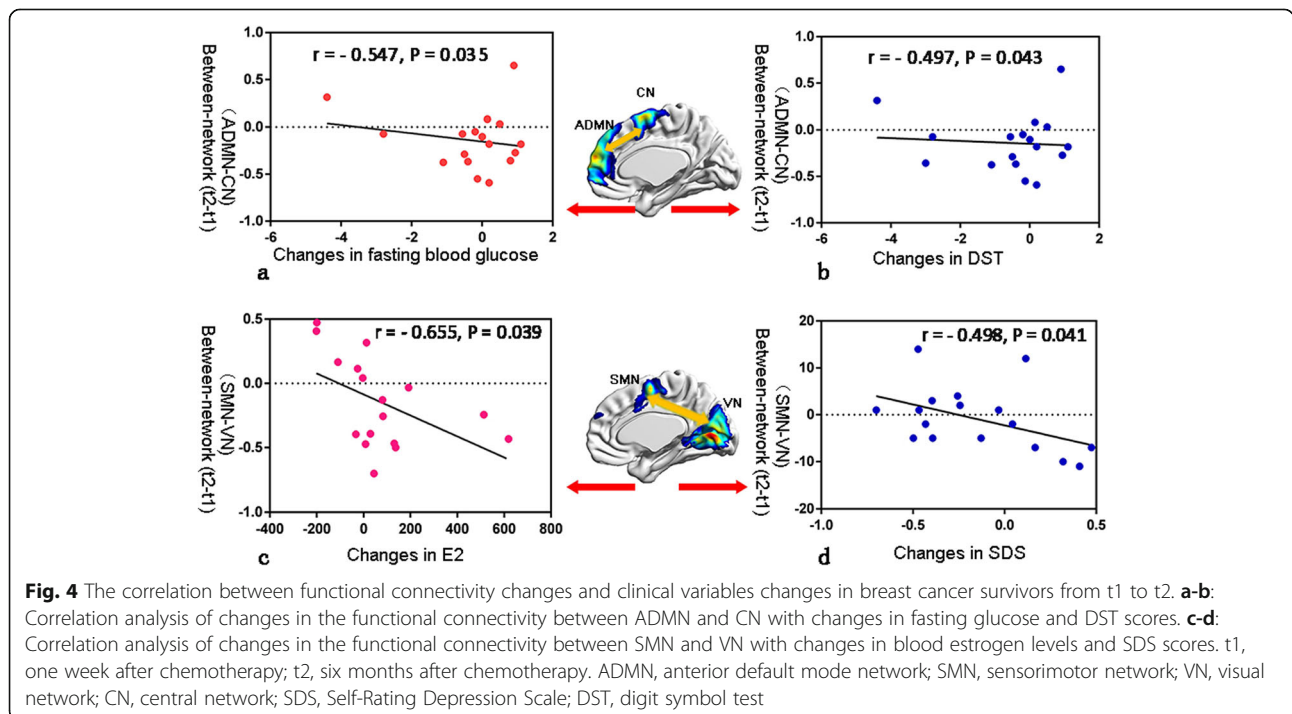 1.0
0.5
0.0
-0.5
-1.0
Between-network (t2-t1)
（ADMN-CN)
r = - 0.547, P = 0.035
-6
-4
-2
0
2
Changes in fasting blood glucose
a
CN
ADMN
1.0
0.5
0.0
-0.5
-1.0
Between-network (t2-t1)
（ADMN-CN)
r = - 0.497, P = 0.043
-6
-4
-2
0
2
Changes in DST
b
0.5
0.0
-0.5
-1.0
Between-network (t2-t1)
（SMN-VN)
r = - 0.655, P = 0.039
-400
-200
0
200
400
600
800
Changes in E2
c
SMN
VN
20
10
0
-10
-20
Between-network (t2-t1)
（SMN-VN)
r = - 0.498, P = 0.041
-1.0
-0.5
0.0
0.5
Changes in SDS
d
Fig. 4 The correlation between functional connectivity changes and clinical variables changes in breast cancer survivors from t1 to t2. a-b:
Correlation analysis of changes in the functional connectivity between ADMN and CN with changes in fasting glucose and DST scores. c-d:
Correlation analysis of changes in the functional connectivity between SMN and VN with changes in blood estrogen levels and SDS scores. t1,
one week after chemotherapy; t2, six months after chemotherapy. ADMN, anterior default mode network; SMN, sensorimotor network; VN, visual
network; CN, central network; SDS, Self-Rating Depression Scale; DST, digit symbol test